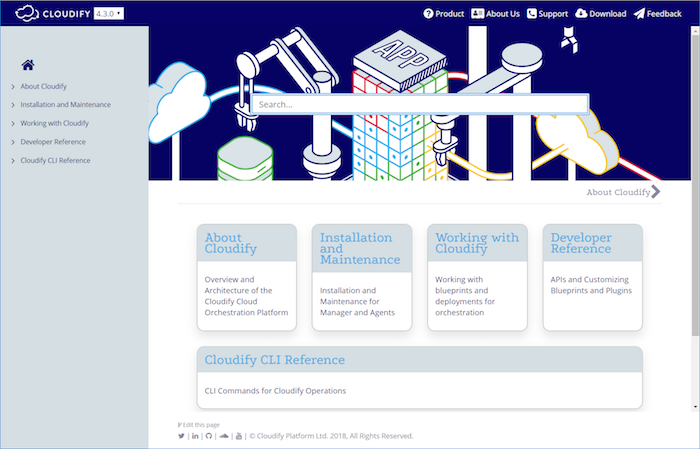 CLOUDIFY 4.3.0 Product About Us Support Download Feedback
About Cloudify
Installation and Maintenance
Working with Cloudify
Developer Reference
Cloudify CLI Reference
APP
Search...
About Cloudify
About
Cloudify
Overview and
Architecture of the
Cloudify Cloud
Orchestration Platform
Installation
and
Maintenance
Installation and
Maintenance for
Manager and Agents
Working with
Cloudify
Working with
blueprints and
deployments for
orchestration
Developer
Reference
APIs and Customizing
Blueprints and Plugins
Cloudify CLI Reference
CLI Commands for Cloudify Operations
Edit this page
| | | | | © Cloudify Platform Ltd. 2018, All Rights Reserved.